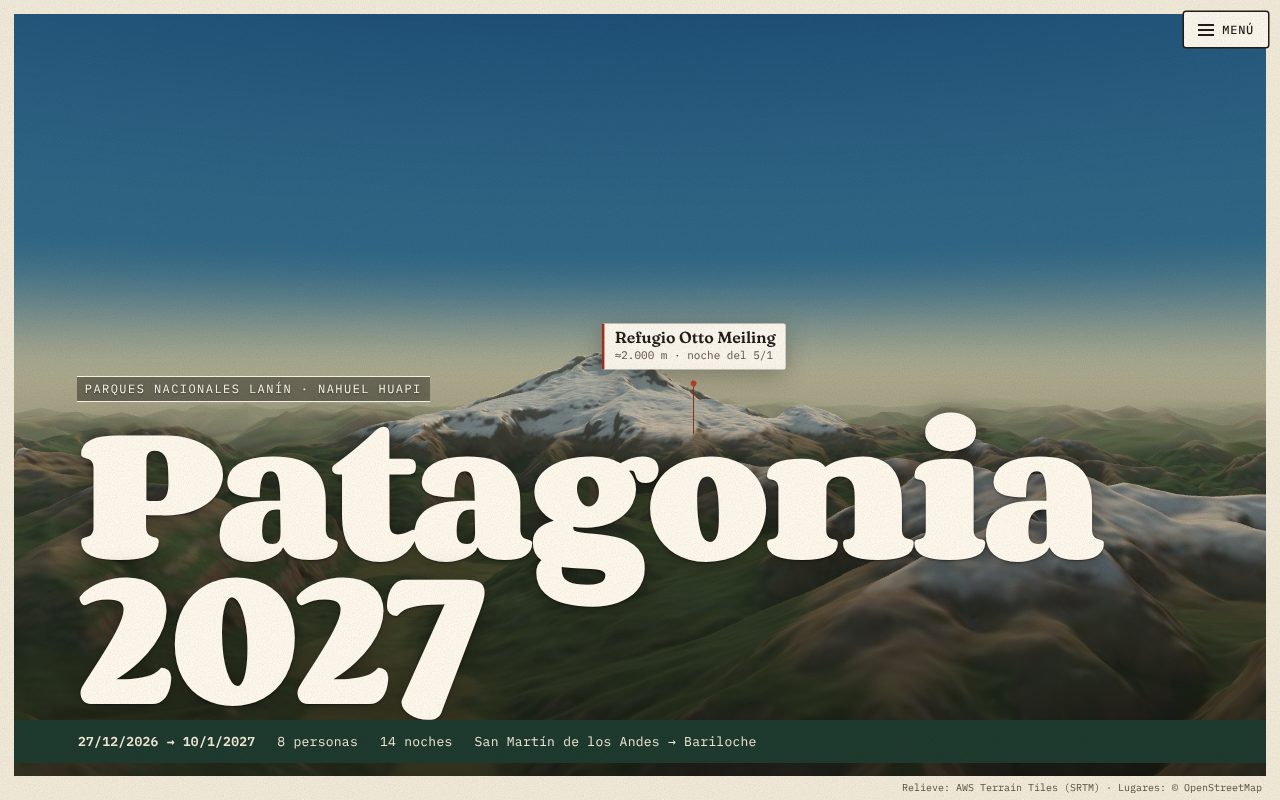 MENÚ
Refugio Otto Meiling
≈2.000 m · noche del 5/1
PARQUES NACIONALES LANÍN · NAHUEL HUAPI
Patagonia
2027
27/12/2026 → 10/1/2027 8 personas 14 noches San Martín de los Andes → Bariloche
Relieve: AWS Terrain Tiles (SRTM) · Lugares: © OpenStreetMap